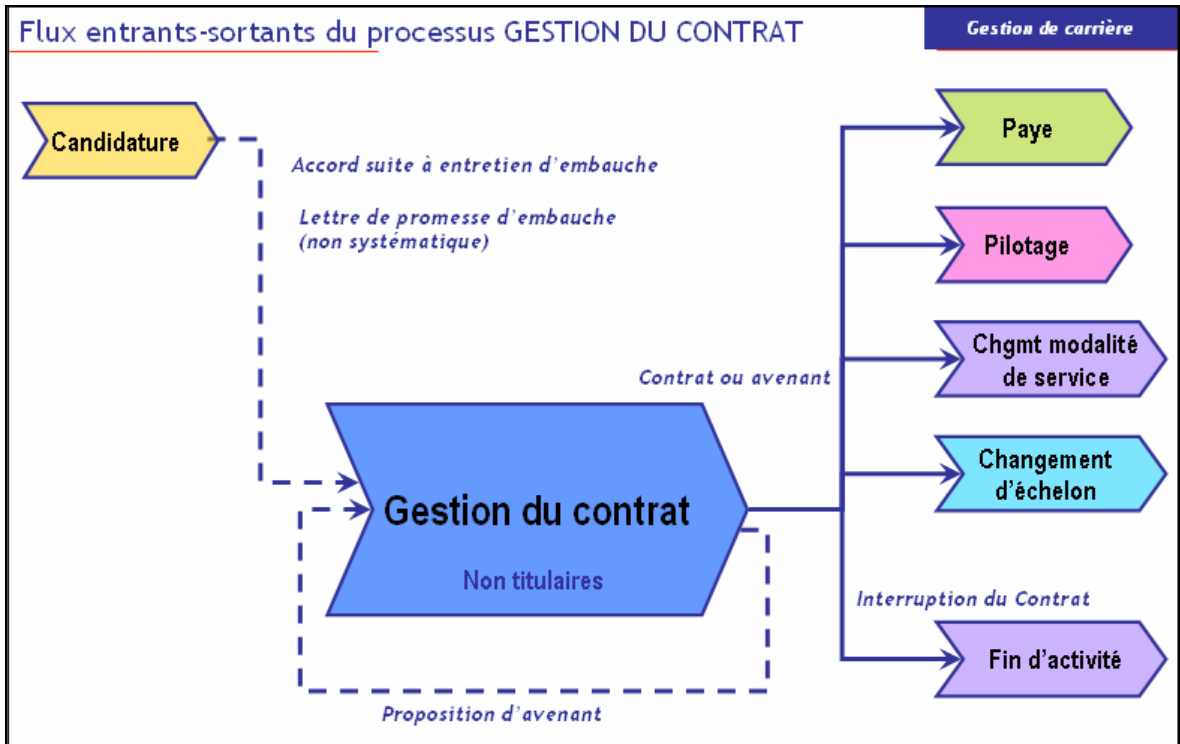 Flux entrants-sortants du processus GESTION DU CONTRAT
Gestion de carrière
Candidature
Accord suite à entretien d'embauche
Lettre de promesse d'embauche
(non systématique)
Paye
Pilotage
Chgmt modalité
de service
Contrat ou avenant
Changement
d'échelon
Gestion du contrat
Non titulaires
Interruption du Contrat
Fin d'activité
Proposition d'avenant